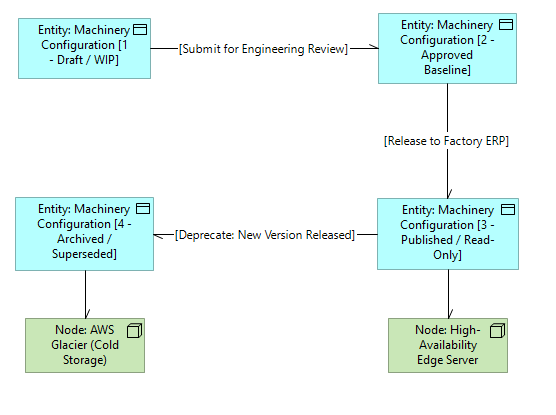 Entity: Machinery
Configuration [1
- Draft / WIP]
[Submit for Engineering Review]
Entity: Machinery
Configuration [2 -
Approved
Baseline]
[Release to Factory ERP]
Entity: Machinery
Configuration [3 -
Published / Read-
Only]
[Deprecate: New Version Released]
Entity: Machinery
Configuration [4 -
Archived /
Superseded]
Node: AWS
Glacier (Cold
Storage)
Node: High-
Availability
Edge Server